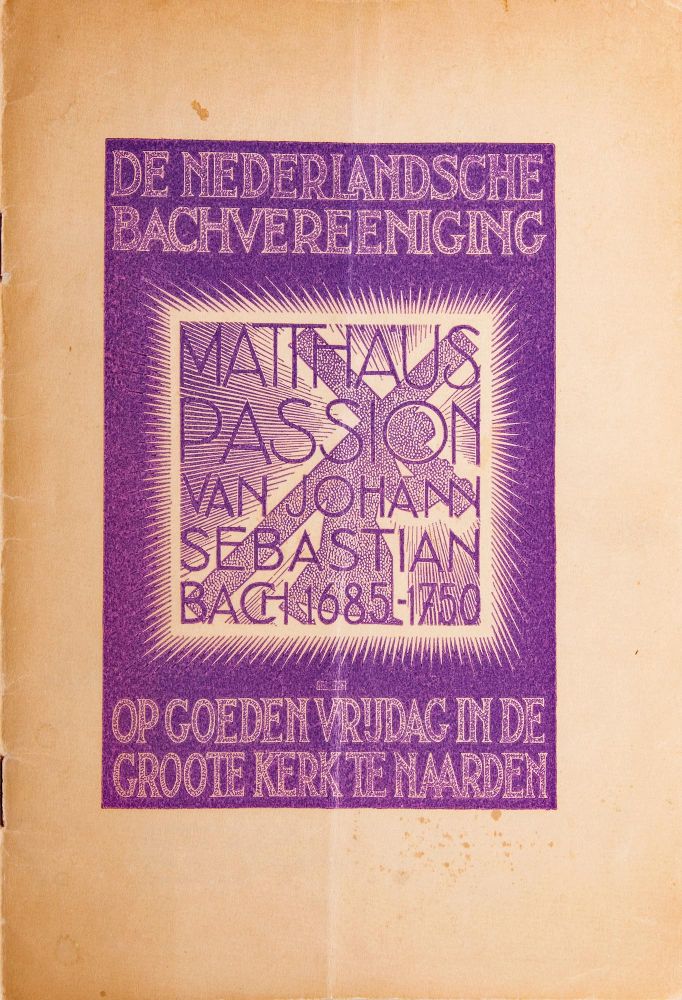 DE NEDERLANDSCHE
BACHVEREENIGING
MATTHAUS
PASSION
VAN JOHANN
SEBASTIAN
BACH 1685-1750
OP GOEDEN VRIJDAG IN DE
GROOTE KERK TE NAARDEN